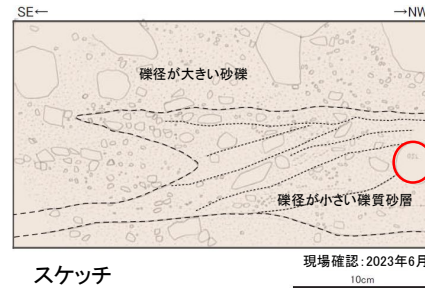 SE←
→NW
礫径が大きい砂礫
礫径が小さい礫質砂層
スケッチ
現場確認:2023年6月
10cm